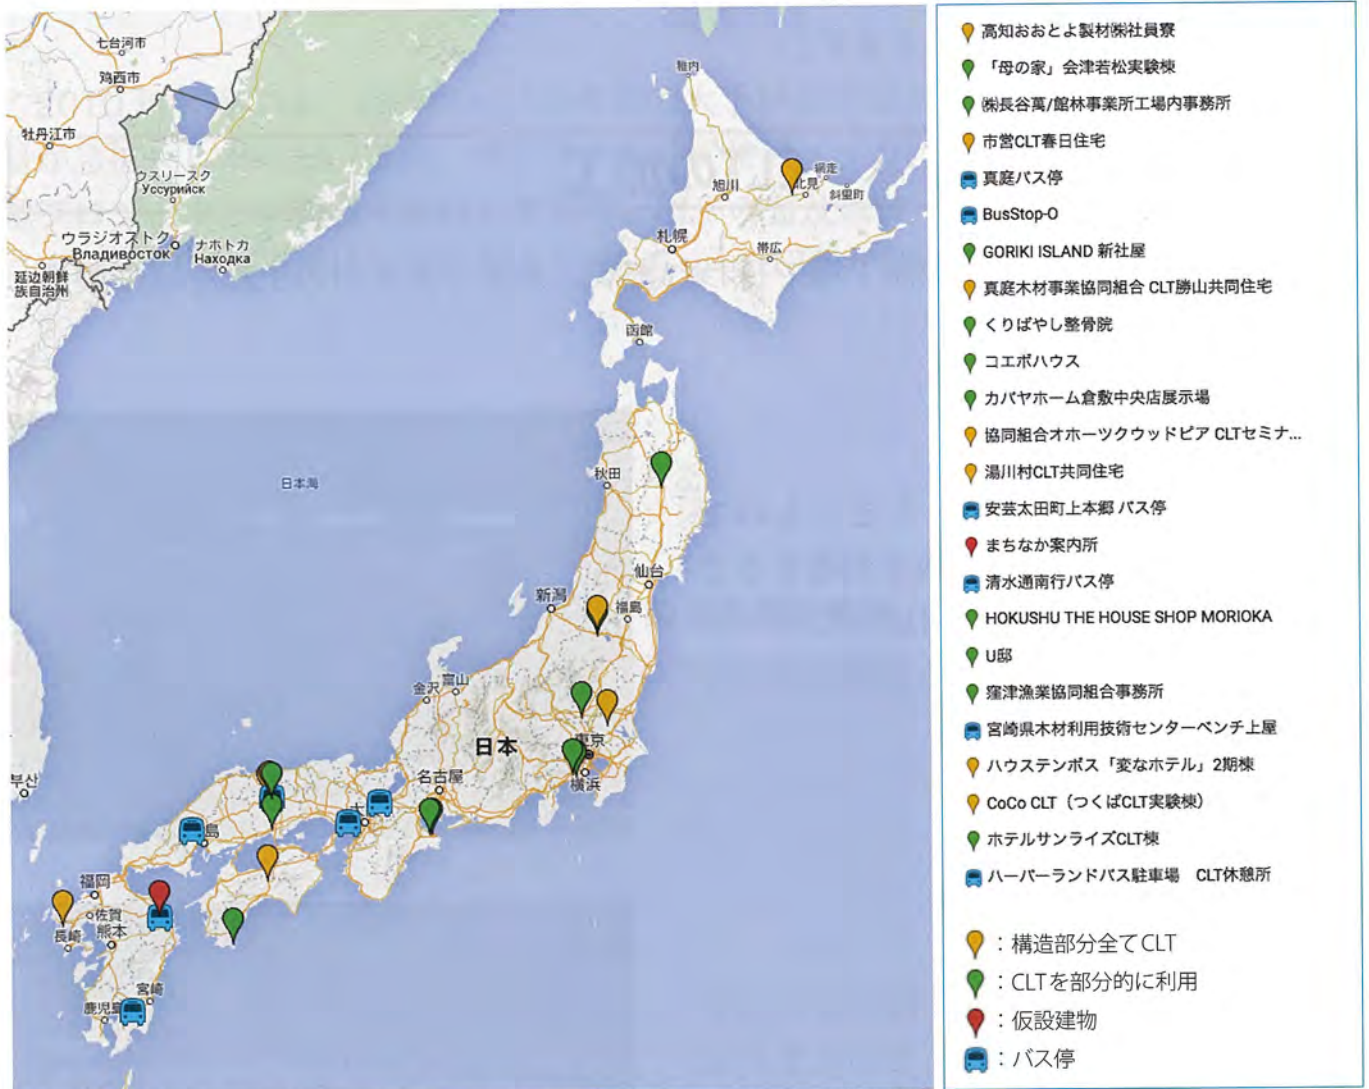 七台河市
鸡西市
牡丹江市
ウスリースク
Уссурийск
ウラジオストク
Владивосток
ナホトカ
Находка
延辺朝鮮
族自治州
稚内
網走
北見
旭川
斜里町
札幌
帯広
函館
秋田
日本海
仙台
新潟
福島
富山
金沢
日本
東京
名古屋
横浜
부산
福岡
佐賀
長崎
熊本
宮崎
鹿児
高知おおとよ製材㈱社員寮
「母の家」会津若松実験棟
㈱長谷萬/館林事業所工場内事務所
市営CLT春日住宅
真庭バス停
BusStop-O
GORIKI ISLAND 新社屋
真庭木材事業協同組合 CLT勝山共同住宅
くりばやし整骨院
コエボハウス
カバヤホーム倉敷中央店展示場
協同組合オホーツクウッドピア CLTセミナ...
湯川村CLT共同住宅
安芸太田町上本郷 バス停
まちなか案内所
清水通南行バス停
HOKUSHU THE HOUSE SHOP MORIOKA
U邸
窪津漁業協同組合事務所
宮崎県木材利用技術センターベンチ上屋
ハウステンボス「変なホテル」2期棟
CoCo CLT（つくばCLT実験棟）
ホテルサンライズCLT棟
ハーバーランドバス駐車場　CLT休憩所
：構造部分全てCLT
：CLTを部分的に利用
：仮設建物
：バス停